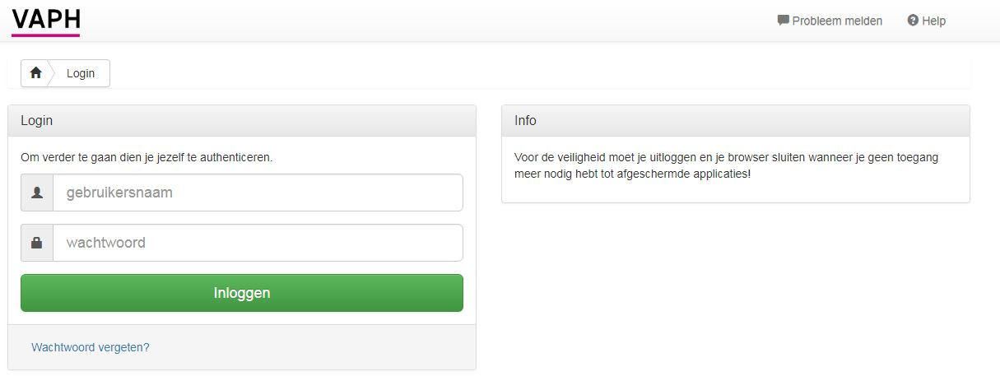 VAPH
Probleem melden
Help
Login
Login
Om verder te gaan dien je jezelf te authenticeren.
gebruikersnaam
wachtwoord
Inloggen
Wachtwoord vergeten?
Info
Voor de veiligheid moet je uitloggen en je browser sluiten wanneer je geen toegang
meer nodig hebt tot afgeschermde applicaties!